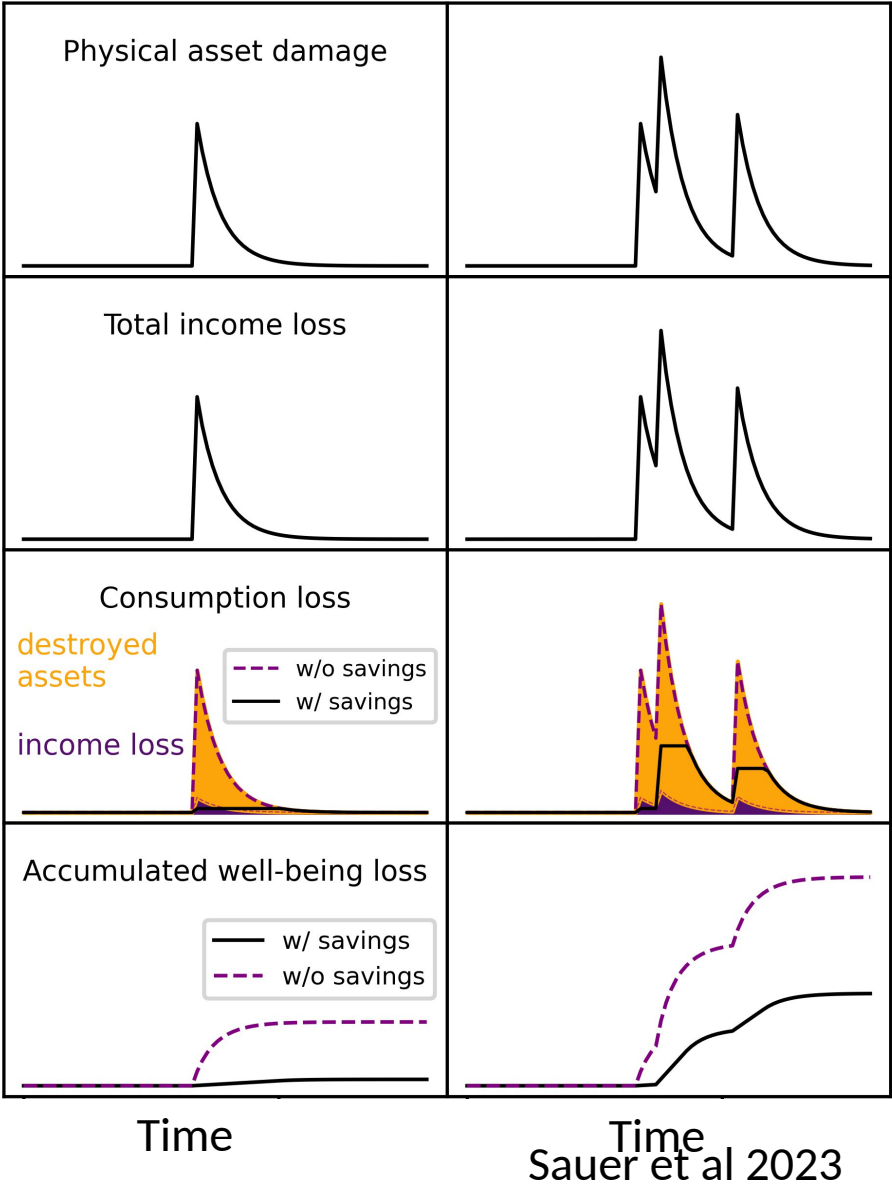 Physical asset damage
Total income loss
Consumption loss
destroyed
assets
income loss
w/o savings
w/ savings
Accumulated well-being loss
w/ savings
w/o savings
Time
Time
Sauer et al 2023